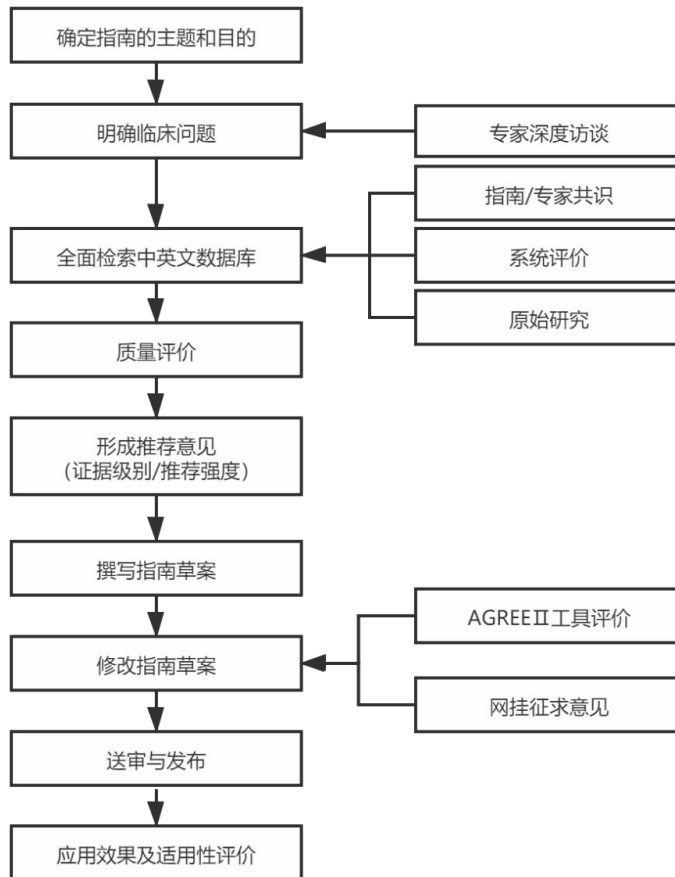 确定指南的主题和目的
明确临床问题
专家深度访谈
指南/专家共识
全面检索中英文数据库
系统评价
原始研究
质量评价
形成推荐意见
（证据级别/推荐强度）
撰写指南草案
AGREEⅡ工具评价
修改指南草案
网挂征求意见
送审与发布
应用效果及适用性评价